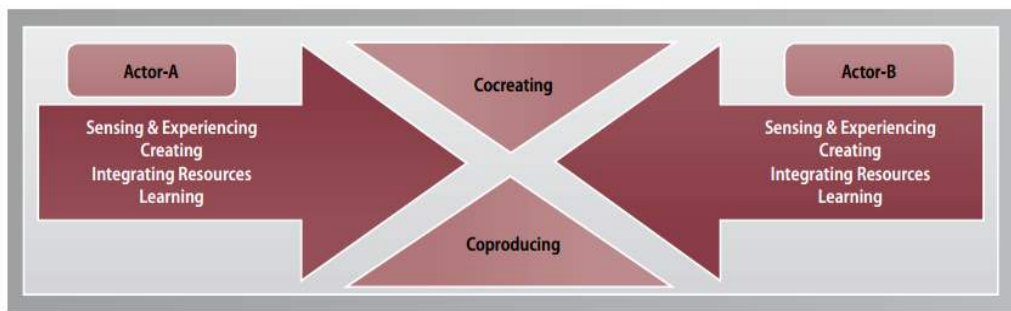 Actor-A
Sensing & Experiencing
Creating
Integrating Resources
Learning
Cocreating
Coproducing
Actor-B
Sensing & Experiencing
Creating
Integrating Resources
Learning